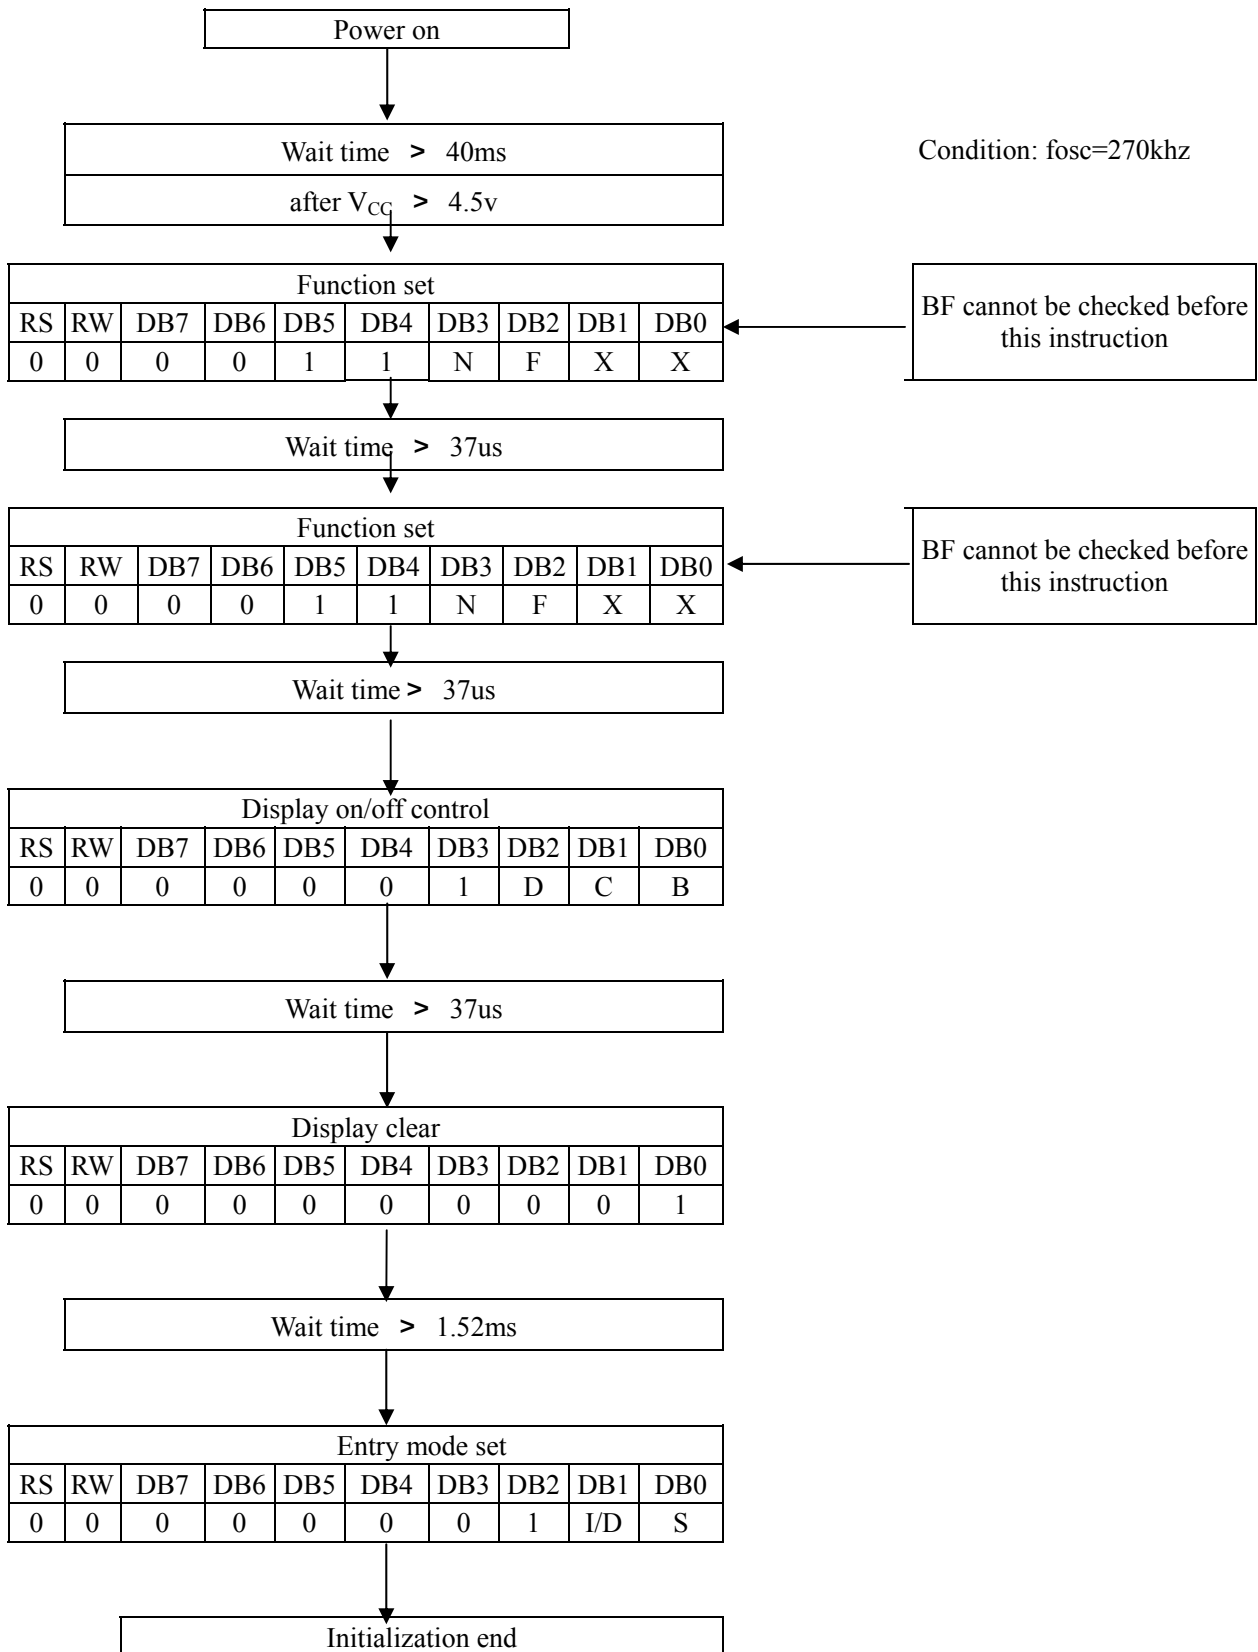 Power on
Wait time > 40ms
Condition: fosc=270khz
after VCC > 4.5v
Function set
RS RW DB7 DB6 DB5 DB4 DB3 DB2 DB1 DB0
0 0 0 0 1 1 N F X X
BF cannot be checked before
this instruction
Wait time > 37us
Function set
RS RW DB7 DB6 DB5 DB4 DB3 DB2 DB1 DB0
0 0 0 0 1 1 N F X X
BF cannot be checked before
this instruction
Wait time > 37us
Display on/off control
RS RW DB7 DB6 DB5 DB4 DB3 DB2 DB1 DB0
0 0 0 0 0 0 1 D C B
Wait time > 37us
Display clear
RS RW DB7 DB6 DB5 DB4 DB3 DB2 DB1 DB0
0 0 0 0 0 0 0 0 0 1
Wait time > 1.52ms
Entry mode set
RS RW DB7 DB6 DB5 DB4 DB3 DB2 DB1 DB0
0 0 0 0 0 0 0 1 I/D S
Initialization end